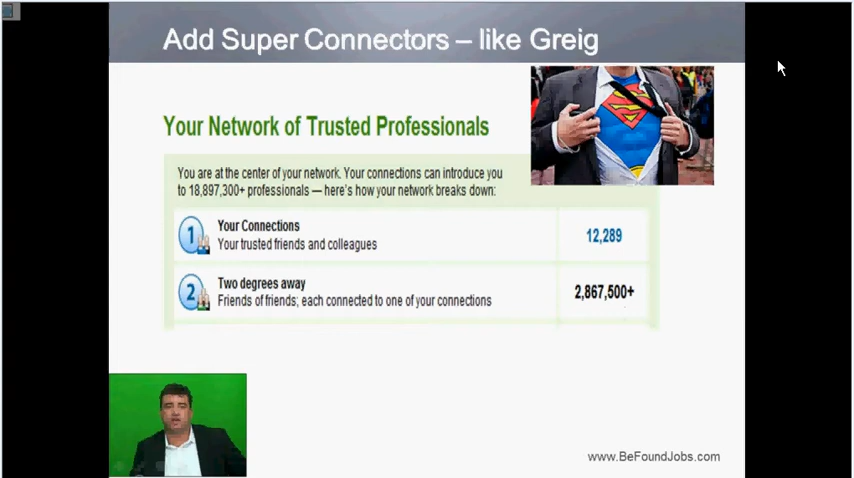 Add Super Connectors – like Greig
Your Network of Trusted Professionals
You are at the center of your network. Your connections can introduce you
to 18,897,300+ professionals — here's how your network breaks down:
1
Your Connections
Your trusted friends and colleagues
12,289
2
Two degrees away
Friends of friends; each connected to one of your connections
2,867,500+
www.BeFoundJobs.com